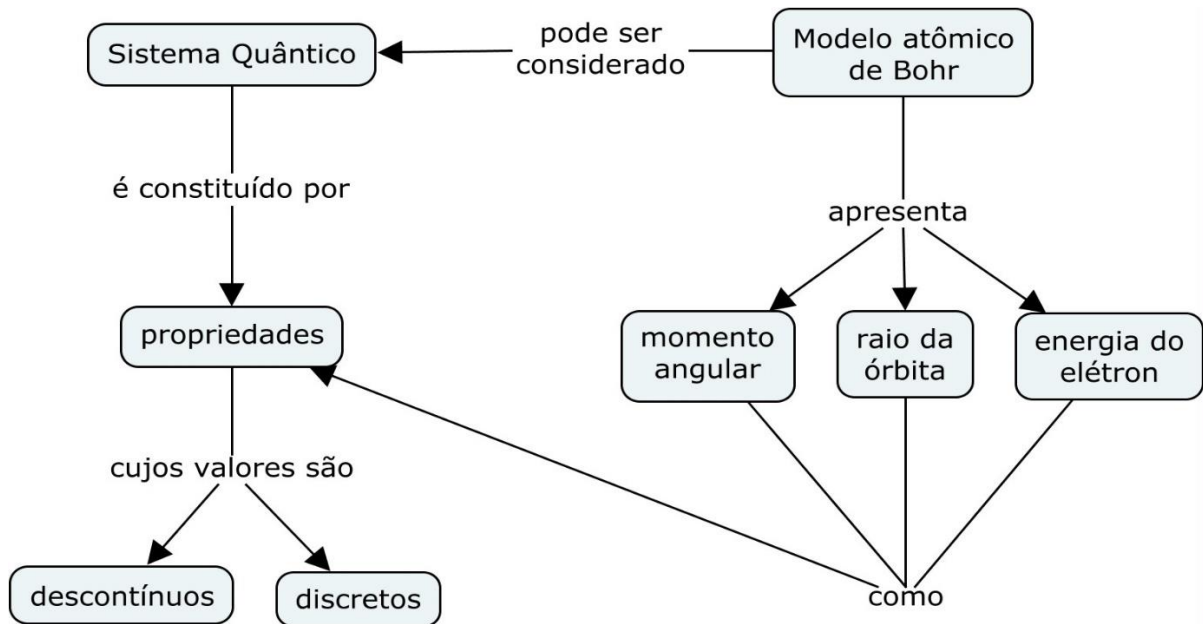 Sistema Quântico
pode ser
considerado
Modelo atômico
de Bohr
é constituído por
apresenta
propriedades
momento
angular
raio da
órbita
energia do
elétron
cujos valores são
descontínuos
discretos
como